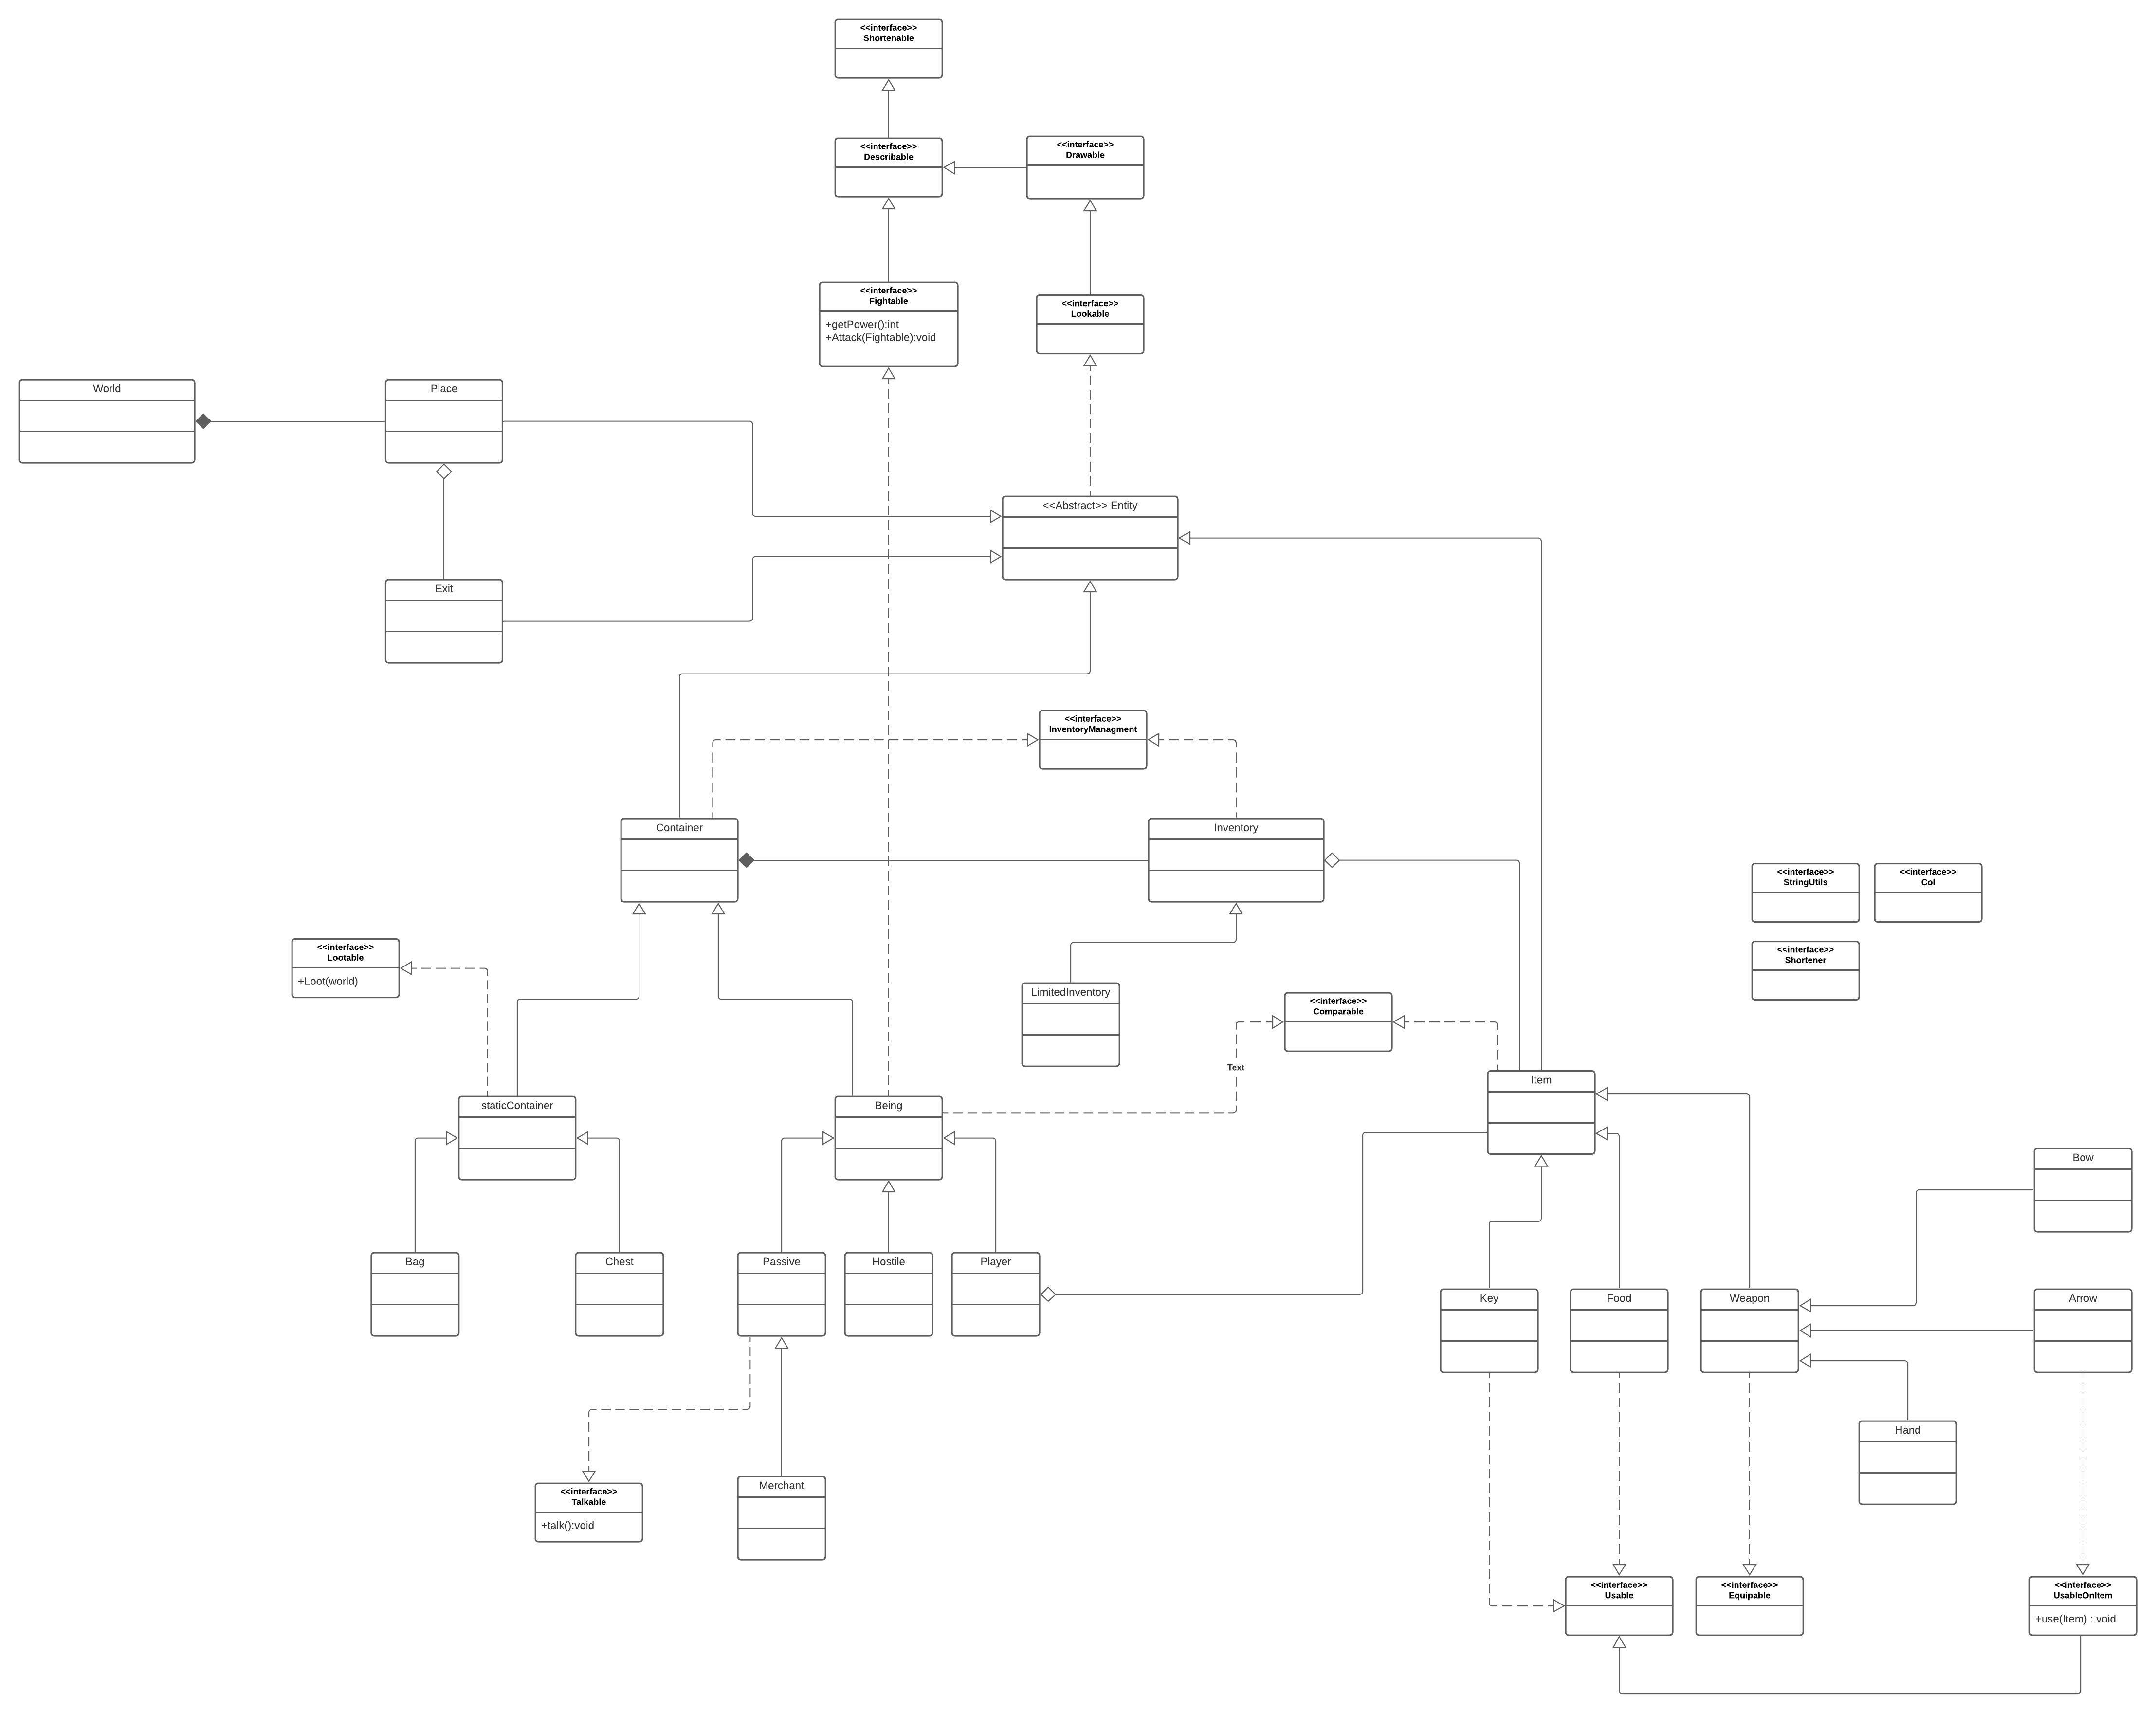 <<interface>>
Shortenable
<<interface>>
Describable
<<interface>>
Drawable
<<interface>>
Fightable
+getPower():int
+Attack(Fightable):void
<<interface>>
Lookable
World
Place
<<Abstract>> Entity
Exit
<<interface>>
InventoryManagment
Container
Inventory
<<interface>>
StringUtils
<<interface>>
Col
<<interface>>
Lootable
+Loot(world)
<<interface>>
Shortener
LimitedInventory
<<interface>>
Comparable
Text
staticContainer
Being
Item
Bow
Bag
Chest
Passive
Hostile
Player
Key
Food
Weapon
Arrow
Hand
<<interface>>
Talkable
+talk():void
Merchant
<<interface>>
Usable
<<interface>>
Equipable
<<interface>>
UsableOnItem
+use(Item) : void